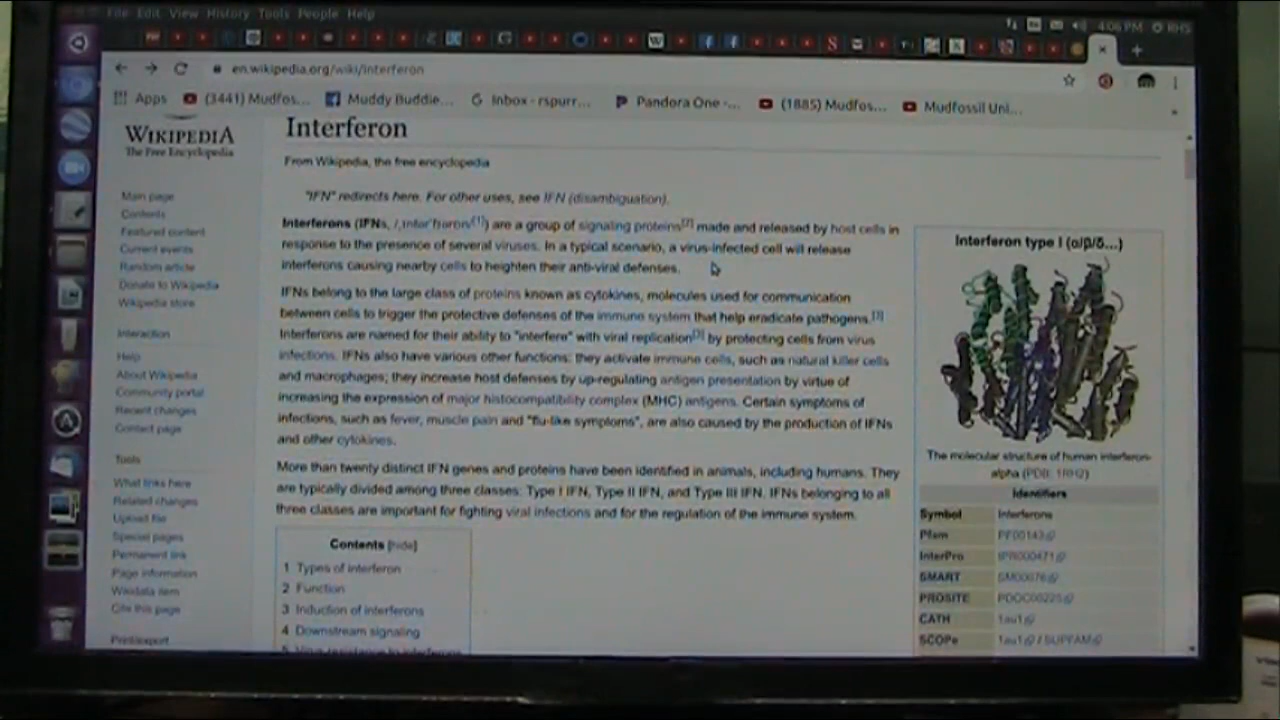 File Edit View History Tools People Help
4:06 PM RHS
en.wikipedia.org/wiki/Interferon
Apps (3441) Mudfos... Muddy Buddie... Inbox - rspurr... Pandora One -... (1885) Mudfos... Mudfossil Uni...
WIKIPEDIA
The Free Encyclopedia
Main page
Contents
Featured content
Current events
Random article
Donate to Wikipedia
Wikipedia store
Interaction
Help
About Wikipedia
Community portal
Recent changes
Contact page
Tools
What links here
Related changes
Upload file
Special pages
Permanent link
Page information
Wikidata item
Cite this page
Print/export
Interferon
From Wikipedia, the free encyclopedia
"IFN" redirects here. For other uses, see IFN (disambiguation).
Interferons (IFNs, [1]) are a group of signaling proteins[2] made and released by host cells in
response to the presence of several viruses. In a typical scenario, a virus-infected cell will release
interferons causing nearby cells to heighten their anti-viral defenses.
IFNs belong to the large class of proteins known as cytokines, molecules used for communication
between cells to trigger the protective defenses of the immune system that help eradicate pathogens.[3]
Interferons are named for their ability to "interfere" with viral replication[3] by protecting cells from virus
infections. IFNs also have various other functions: they activate immune cells, such as natural killer cells
and macrophages; they increase host defenses by up-regulating antigen presentation by virtue of
increasing the expression of major histocompatibility complex (MHC) antigens. Certain symptoms of
infections, such as fever, muscle pain and "flu-like symptoms", are also caused by the production of IFNs
and other cytokines.
More than twenty distinct IFN genes and proteins have been identified in animals, including humans. They
are typically divided among three classes: Type I IFN, Type II IFN, and Type III IFN. IFNs belonging to all
three classes are important for fighting viral infections and for the regulation of the immune system.
Contents [hide]
1 Types of interferon
2 Function
3 Induction of interferons
4 Downstream signaling
5 Virus resistance to interferons
Interferon type I (α/β/δ...)
The molecular structure of human interferon-
alpha (PDB: 1RH2)
Identifiers
Symbol Interferons
Pfam PF00143
InterPro IPR000471
SMART SM00076
PROSITE PDOC00225
CATH 1au1
SCOPe 1au1 / SUPFAM